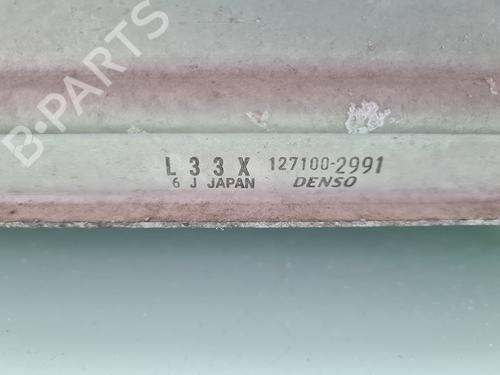 B-PARTS
L 3 3 X 127100-2991
6 J JAPAN DENSO